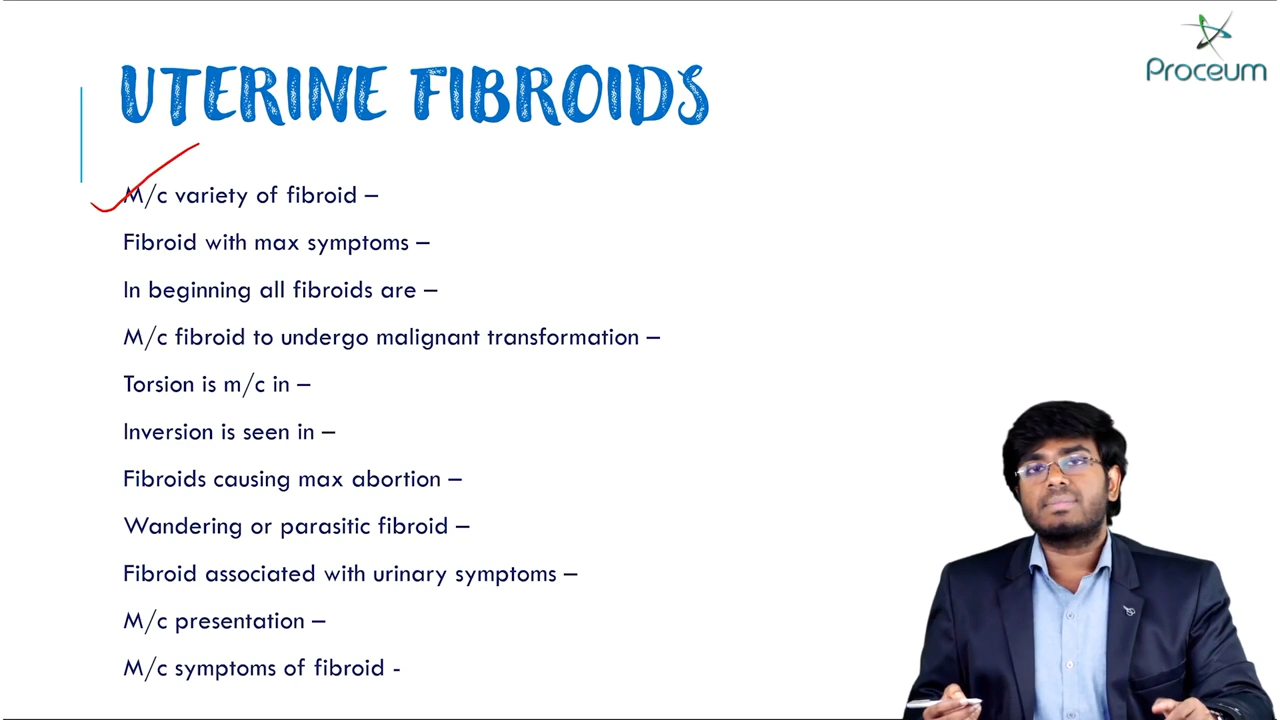 Proceum
UTERINE FIBROIDS
M/c variety of fibroid –
Fibroid with max symptoms –
In beginning all fibroids are –
M/c fibroid to undergo malignant transformation –
Torsion is m/c in –
Inversion is seen in –
Fibroids causing max abortion –
Wandering or parasitic fibroid –
Fibroid associated with urinary symptoms –
M/c presentation –
M/c symptoms of fibroid -